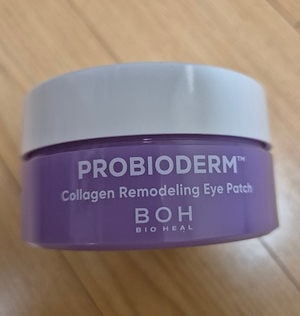 PROBIODERM™
Collagen Remodeling Eye Patch
BOH
BIO HEAL